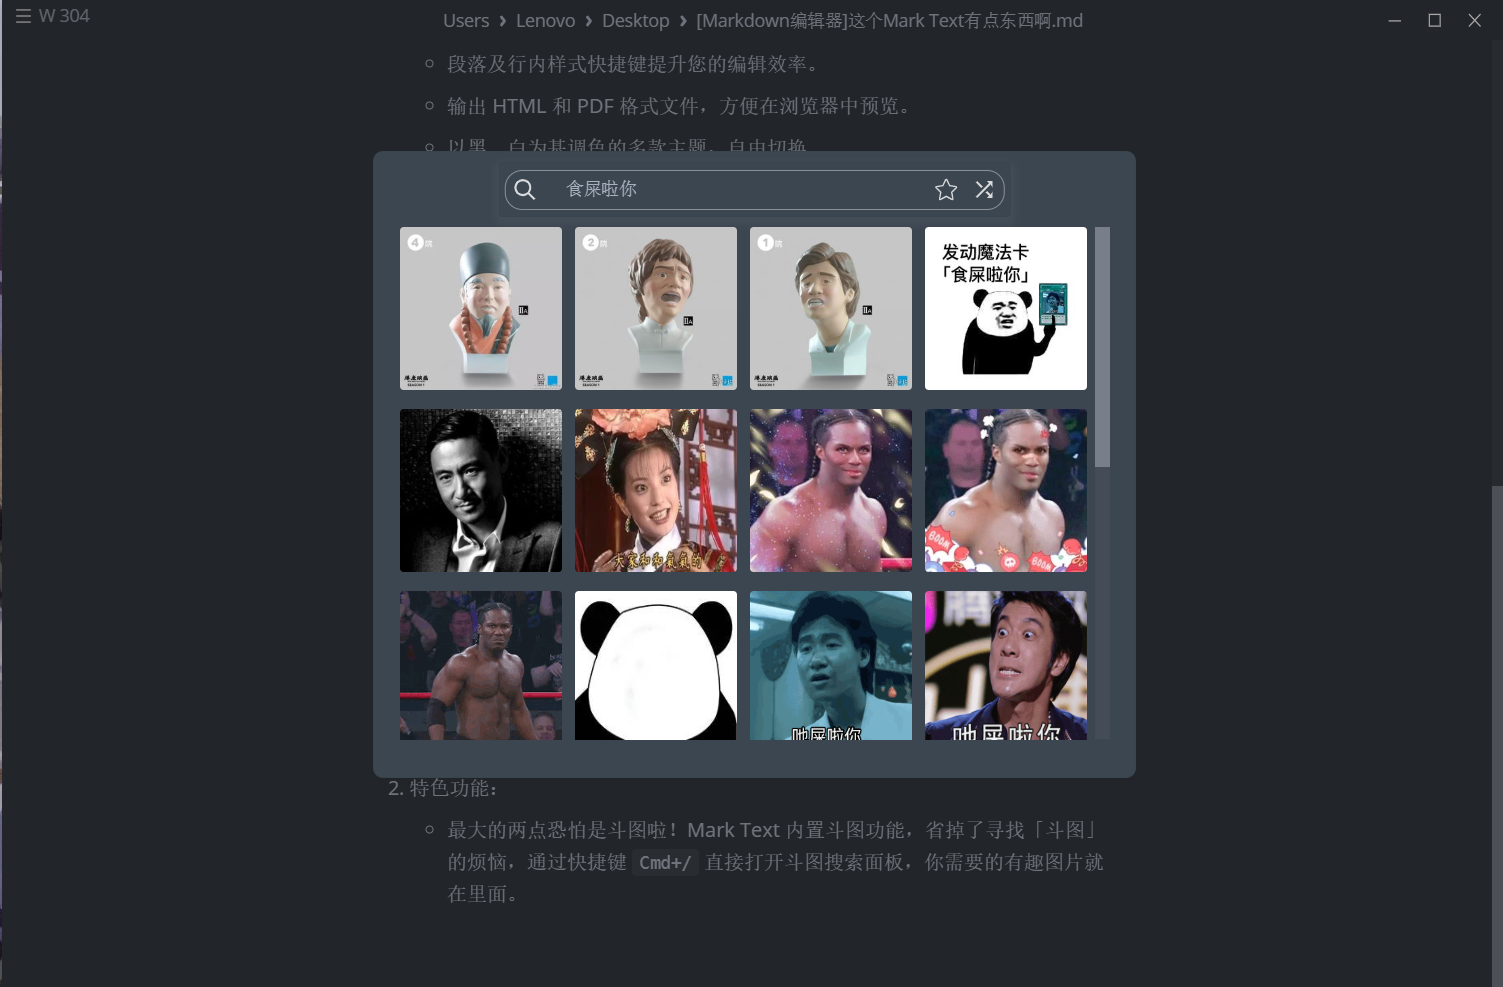 W 304
Users › Lenovo › Desktop › [Markdown编辑器]这个Mark Text有点东西啊.md
段落及行内样式快捷键提升您的编辑效率。
输出 HTML 和 PDF 格式文件，方便在浏览器中预览。
以黑、白为基调色的多款主题，自由切换
食屎啦你
4
2
1
发动魔法卡
「食屎啦你」
大家和和氣氣的
BOOM
BOOM
吔屎啦你
吔屎啦你
2. 特色功能：
最大的两点恐怕是斗图啦！Mark Text 内置斗图功能，省掉了寻找「斗图」
的烦恼，通过快捷键 Cmd+/ 直接打开斗图搜索面板，你需要的有趣图片就
在里面。